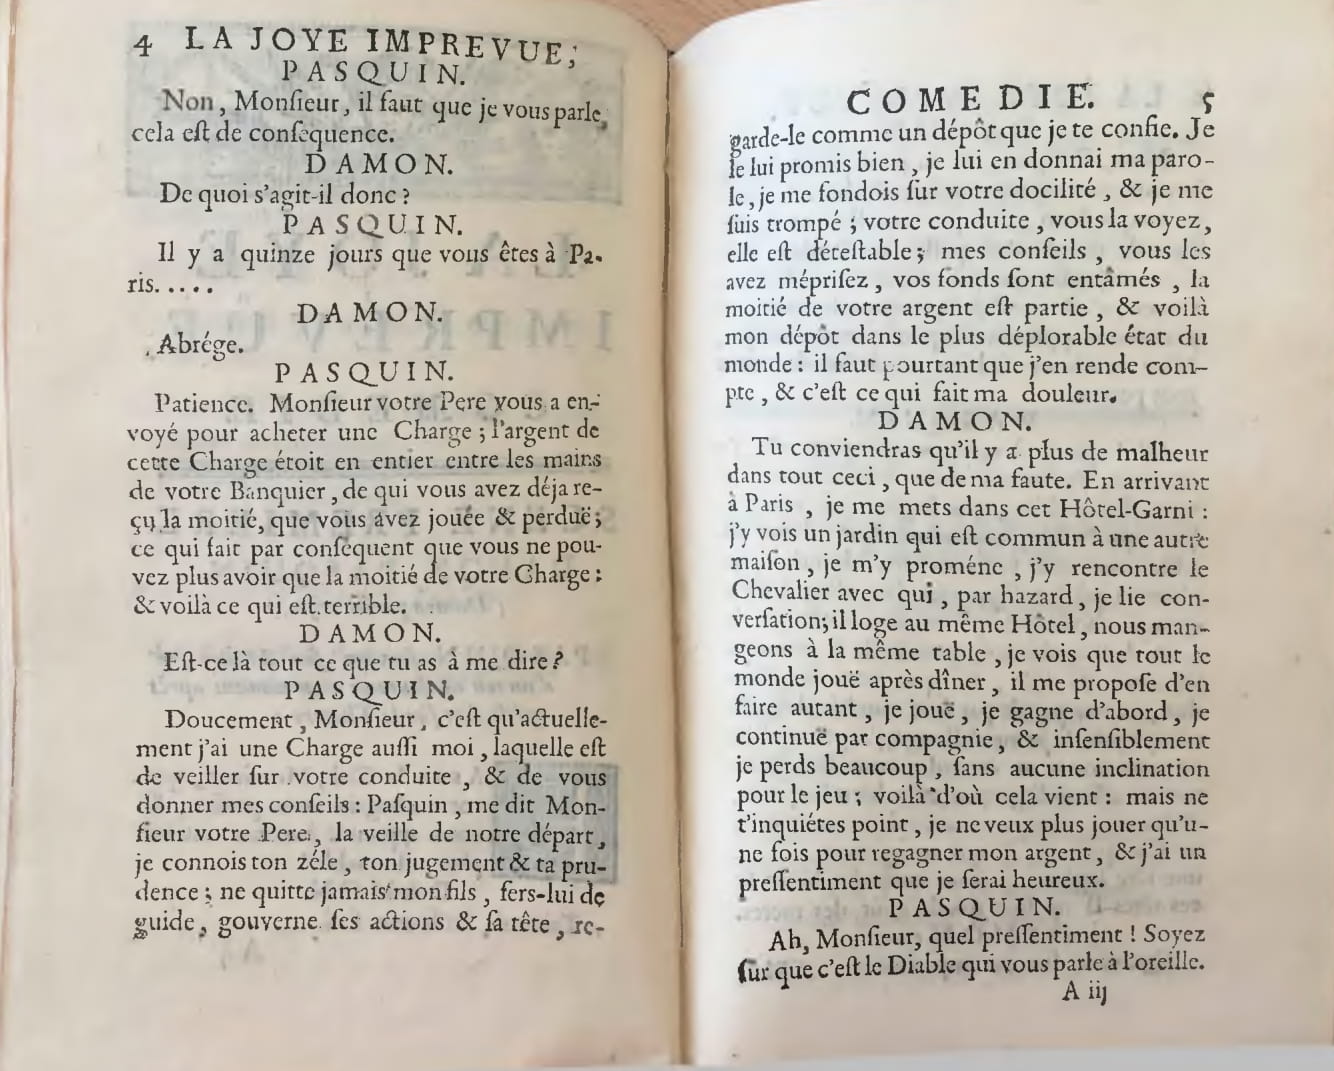 4 LA JOYE IMPREVUE;
PASQUIN.
Non, Monſieur, il faut que je vous parle,
cela eſt de conſequence.
DAMON.
De quoi s'agit-il donc ?
PASQUIN.
Il y a quinze jours que vous êtes à Pa-
ris.....
DAMON.
Abrége.
PASQUIN.
Patience. Monſieur votre Pere vous a en-
voyé pour acheter une Charge ; l'argent de
cette Charge étoit en entier entre les mains
de votre Banquier, de qui vous avez déja re-
çu la moitié, que vous avez jouée & perduë ;
ce qui fait par conſequent que vous ne pou-
vez plus avoir que la moitié de votre Charge :
& voilà ce qui eſt terrible.
DAMON.
Eſt-ce là tout ce que tu as à me dire ?
PASQUIN.
Doucement, Monſieur, c'eſt qu'actuelle-
ment j'ai une Charge auſſi moi, laquelle eſt
de veiller ſur votre conduite, & de vous
donner mes conſeils : Paſquin, me dit Mon-
ſieur votre Pere, la veille de notre départ,
je connois ton zéle, ton jugement & ta pru-
dence ; ne quitte jamais mon fils, ſers-lui de
guide, gouverne ſes actions & ſa tête, re-
COMEDIE. 5
garde-le comme un dépôt que je te confie. Je
le lui promis bien, je lui en donnai ma paro-
le, je me fondois ſur votre docilité, & je me
ſuis trompé ; votre conduite, vous la voyez,
elle eſt déteſtable ; mes conſeils, vous les
avez mépriſez, vos fonds ſont entâmés, la
moitié de votre argent eſt partie, & voilà
mon dépôt dans le plus déplorable état du
monde : il faut pourtant que j'en rende com-
pte, & c'eſt ce qui fait ma douleur.
DAMON.
Tu conviendras qu'il y a plus de malheur
dans tout ceci, que de ma faute. En arrivant
à Paris, je me mets dans cet Hôtel-Garni :
j'y vois un jardin qui eſt commun à une autre
maiſon, je m'y proméne, j'y rencontre le
Chevalier avec qui, par hazard, je lie con-
verſation ; il loge au même Hôtel, nous man-
geons à la même table, je vois que tout le
monde jouë après dîner, il me propoſe d'en
faire autant, je jouë, je gagne d'abord, je
continuë par compagnie, & inſenſiblement
je perds beaucoup, ſans aucune inclination
pour le jeu ; voilà d'où cela vient : mais ne
t'inquiétes point, je ne veux plus jouer qu'u-
ne fois pour regagner mon argent, & j'ai un
preſſentiment que je ſerai heureux.
PASQUIN.
Ah, Monſieur, quel preſſentiment ! Soyez
ſûr que c'eſt le Diable qui vous parle à l'oreille.
A iij